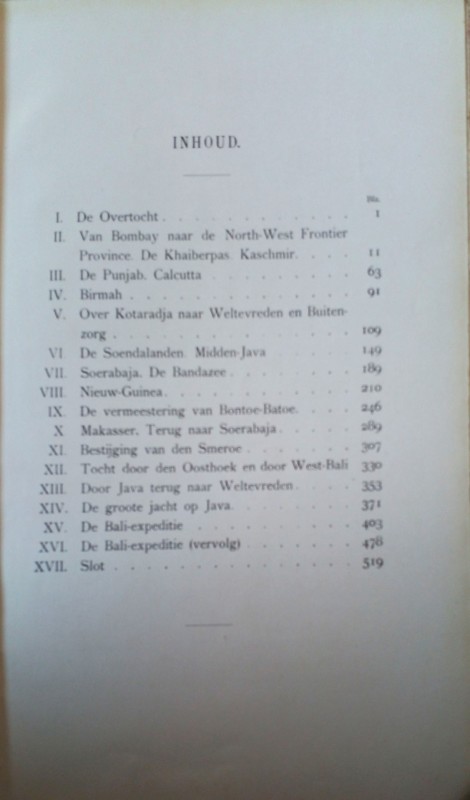 INHOUD.
Blz.
I. De Overtocht . . . . . . . . . . . . 1
II. Van Bombay naar de North-West Frontier
Province. De Khaiberpas. Kaschmir. . . . . 11
III. De Punjab. Calcutta . . . . . . . . . 63
IV. Birmah . . . . . . . . . . . . . 91
V. Over Kotaradja naar Weltevreden en Buiten-
zorg . . . . . . . . . . . . . . 109
VI. De Soendalanden. Midden-Java . . . . . 149
VII. Soerabaja. De Bandazee . . . . . . . . 189
VIII. Nieuw-Guinea . . . . . . . . . . . 210
IX. De vermeestering van Bontoe-Batoe. . . . . 246
X Makasser. Terug naar Soerabaja . . . . . 289
XI. Bestijging van den Smeroe . . . . . . . 307
XII. Tocht door den Oosthoek en door West-Bali 330
XIII. Door Java terug naar Weltevreden . . . . 353
XIV. De groote jacht op Java . . . . . . . . 371
XV. De Bali-expeditie . . . . . . . . . . 403
XVI. De Bali-expeditie (vervolg) . . . . . . . 478
XVII. Slot . . . . . . . . . . . . . . 519